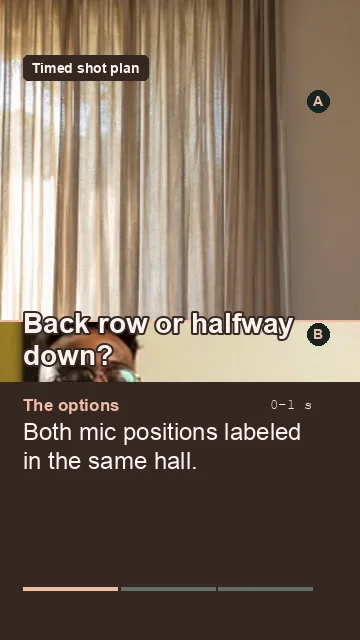 Timed shot plan
A
Back row or halfway
B
down?
The options
0–1 s
Both mic positions labeled
in the same hall.